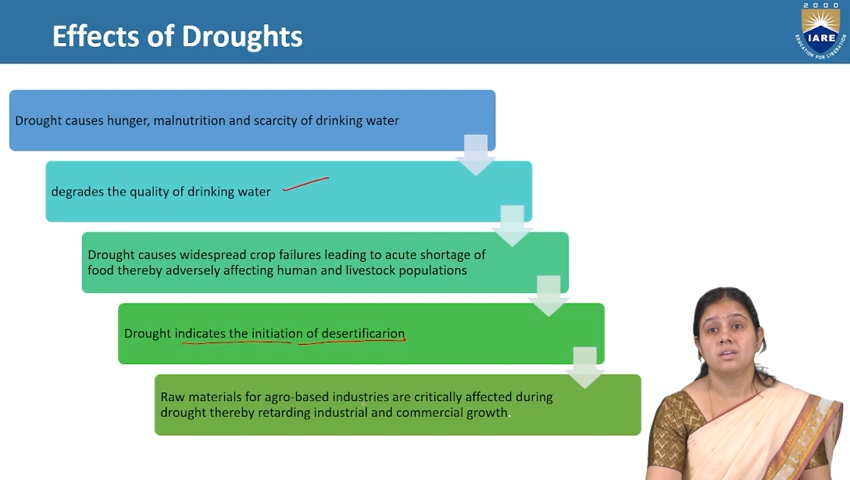 Effects of Droughts
2000
IARE
EDUCATION FOR LIBERATION
Drought causes hunger, malnutrition and scarcity of drinking water
degrades the quality of drinking water
Drought causes widespread crop failures leading to acute shortage of
food thereby adversely affecting human and livestock populations
Drought indicates the initiation of desertificarion
Raw materials for agro-based industries are critically affected during
drought thereby retarding industrial and commercial growth.